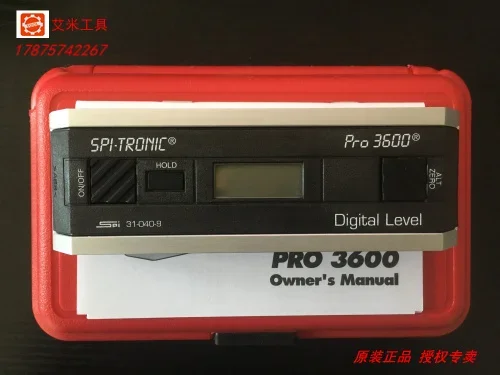 艾米工具
17875742267
SPI-TRONIC®
Pro 3600®
ON/OFF
HOLD
ALT ZERO
SPi 31-040-9
Digital Level
PRO 3600
Owner's Manual
原装正品 授权专卖